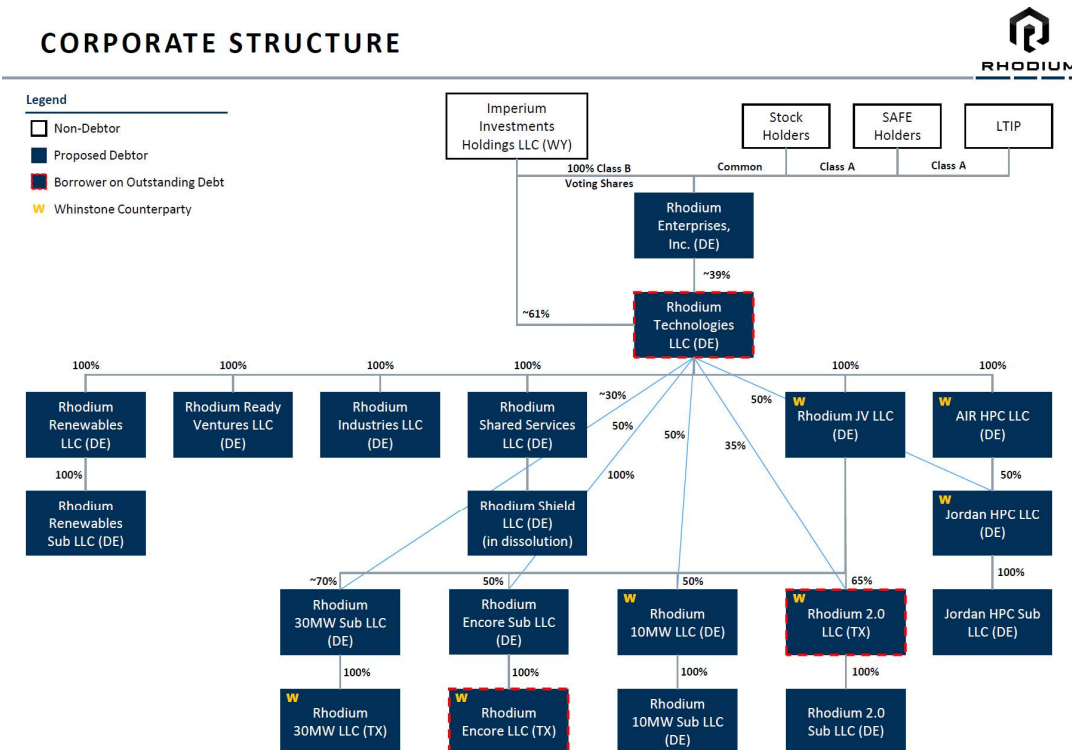 CORPORATE STRUCTURE
RHODIUM
Legend
Non-Debtor
Proposed Debtor
Borrower on Outstanding Debt
W Whinstone Counterparty
Imperium
Investments
Holdings LLC (WY)
Stock
Holders
SAFE
Holders
LTIP
100% Class B
Voting Shares
Common
Class A
Class A
Rhodium
Enterprises,
Inc. (DE)
~39%
~61%
Rhodium
Technologies
LLC (DE)
100%
100%
100%
100%
100%
100%
Rhodium
Renewables
LLC (DE)
Rhodium Ready
Ventures LLC
(DE)
Rhodium
Industries LLC
(DE)
Rhodium
Shared Services
LLC (DE)
~30%
50%
50%
35%
50%
W
Rhodium JV LLC
(DE)
W
AIR HPC LLC
(DE)
100%
100%
50%
Rhodium
Renewables
Sub LLC (DE)
Rhodium Shield
LLC (DE)
(in dissolution)
W
Jordan HPC LLC
(DE)
~70%
50%
50%
65%
100%
Rhodium
30MW Sub LLC
(DE)
Rhodium
Encore Sub LLC
(DE)
W
Rhodium
10MW LLC (DE)
W
Rhodium 2.0
LLC (TX)
Jordan HPC Sub
LLC (DE)
100%
100%
100%
100%
W
Rhodium
30MW LLC (TX)
W
Rhodium
Encore LLC (TX)
Rhodium
10MW Sub LLC
(DE)
Rhodium 2.0
Sub LLC (DE)